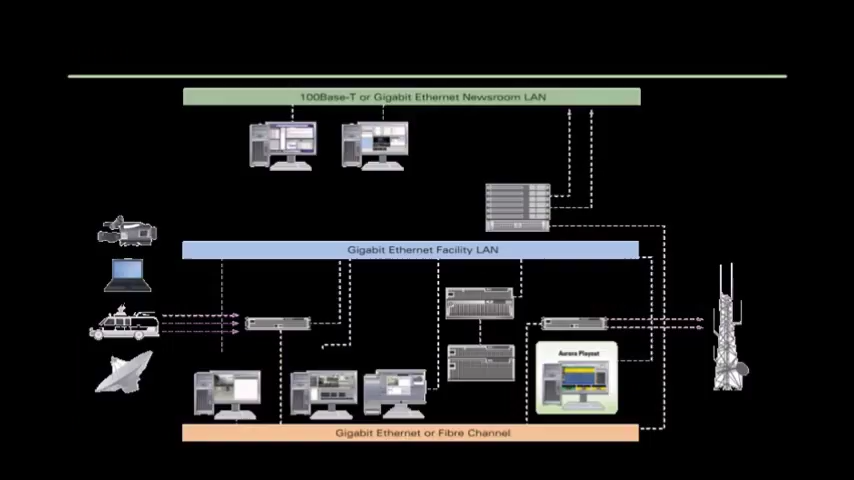 100Base-T or Gigabit Ethernet Newsroom LAN
Gigabit Ethernet Facility LAN
Aurora Playout
Gigabit Ethernet or Fibre Channel